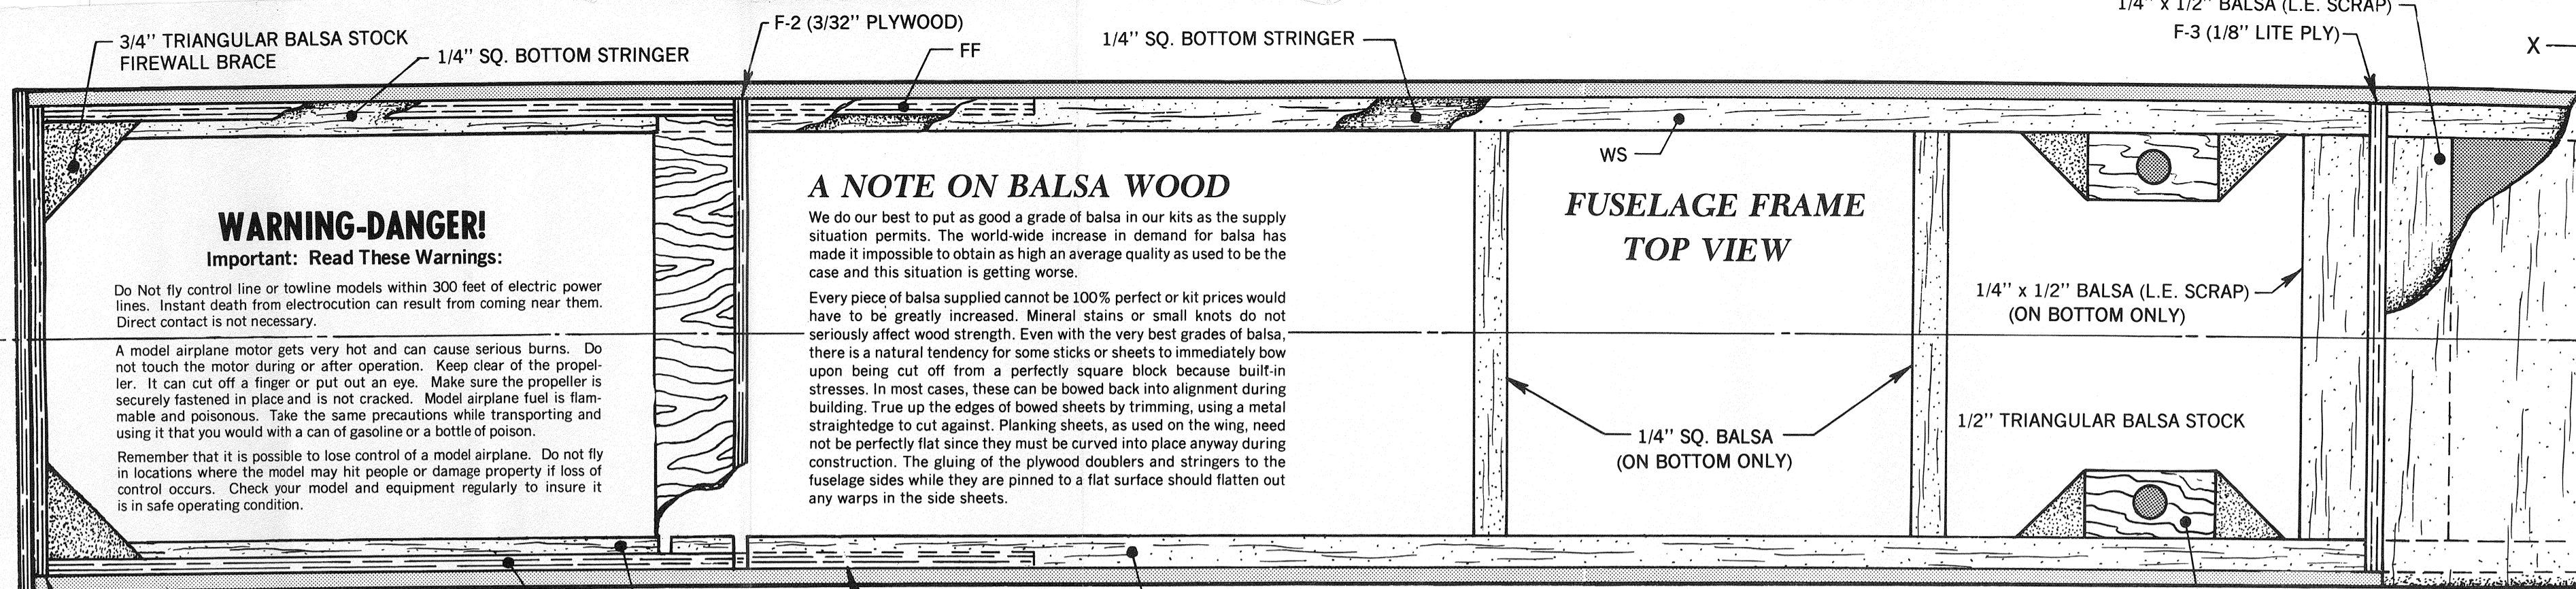 3/4" TRIANGULAR BALSA STOCK
FIREWALL BRACE
1/4" SQ. BOTTOM STRINGER
F-2 (3/32" PLYWOOD)
FF
1/4" SQ. BOTTOM STRINGER
1/4" x 1/2" BALSA (L.E. SCRAP)
F-3 (1/8" LITE PLY)
X
WARNING-DANGER!
Important: Read These Warnings:
Do Not fly control line or towline models within 300 feet of electric power
lines. Instant death from electrocution can result from coming near them.
Direct contact is not necessary.
A model airplane motor gets very hot and can cause serious burns. Do
not touch the motor during or after operation. Keep clear of the propel-
ler. It can cut off a finger or put out an eye. Make sure the propeller is
securely fastened in place and is not cracked. Model airplane fuel is flam-
mable and poisonous. Take the same precautions while transporting and
using it that you would with a can of gasoline or a bottle of poison.
Remember that it is possible to lose control of a model airplane. Do not fly
in locations where the model may hit people or damage property if loss of
control occurs. Check your model and equipment regularly to insure it
is in safe operating condition.
A NOTE ON BALSA WOOD
We do our best to put as good a grade of balsa in our kits as the supply
situation permits. The world-wide increase in demand for balsa has
made it impossible to obtain as high an average quality as used to be the
case and this situation is getting worse.
Every piece of balsa supplied cannot be 100% perfect or kit prices would
have to be greatly increased. Mineral stains or small knots do not
seriously affect wood strength. Even with the very best grades of balsa,
there is a natural tendency for some sticks or sheets to immediately bow
upon being cut off from a perfectly square block because built-in
stresses. In most cases, these can be bowed back into alignment during
building. True up the edges of bowed sheets by trimming, using a metal
straightedge to cut against. Planking sheets, as used on the wing, need
not be perfectly flat since they must be curved into place anyway during
construction. The gluing of the plywood doublers and stringers to the
fuselage sides while they are pinned to a flat surface should flatten out
any warps in the side sheets.
WS
FUSELAGE FRAME
TOP VIEW
1/4" SQ. BALSA
(ON BOTTOM ONLY)
1/4" x 1/2" BALSA (L.E. SCRAP)
(ON BOTTOM ONLY)
1/2" TRIANGULAR BALSA STOCK